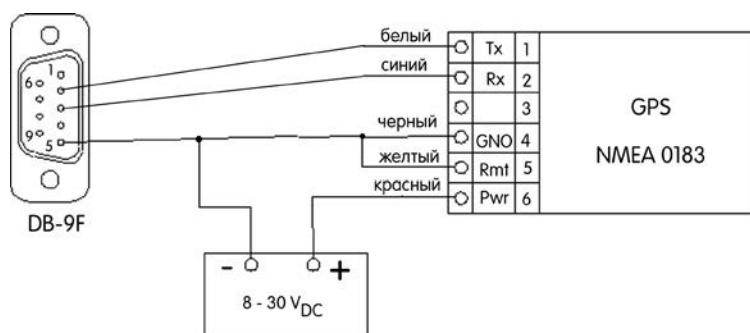 1
6
9
5
DB-9F
белый
синий
черный
желтый
красный
Tx 1
Rx 2
3
GNO 4
Rmt 5
Pwr 6
GPS
NMEA 0183
- +
8 - 30 VDC